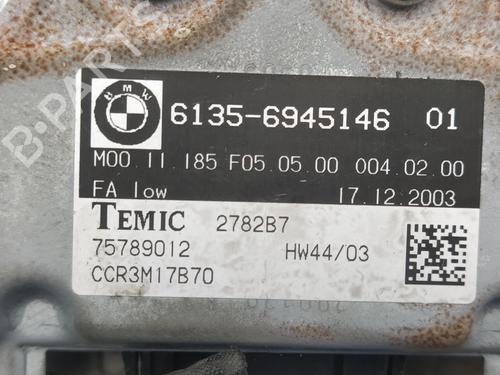 BMW
6135-6945146 01
M00.11.185 F05.05.00 004.02.00
FA low 17.12.2003
TEMIC 2782B7
75789012 HW44/03
CCR3M17B70
B-PARTS